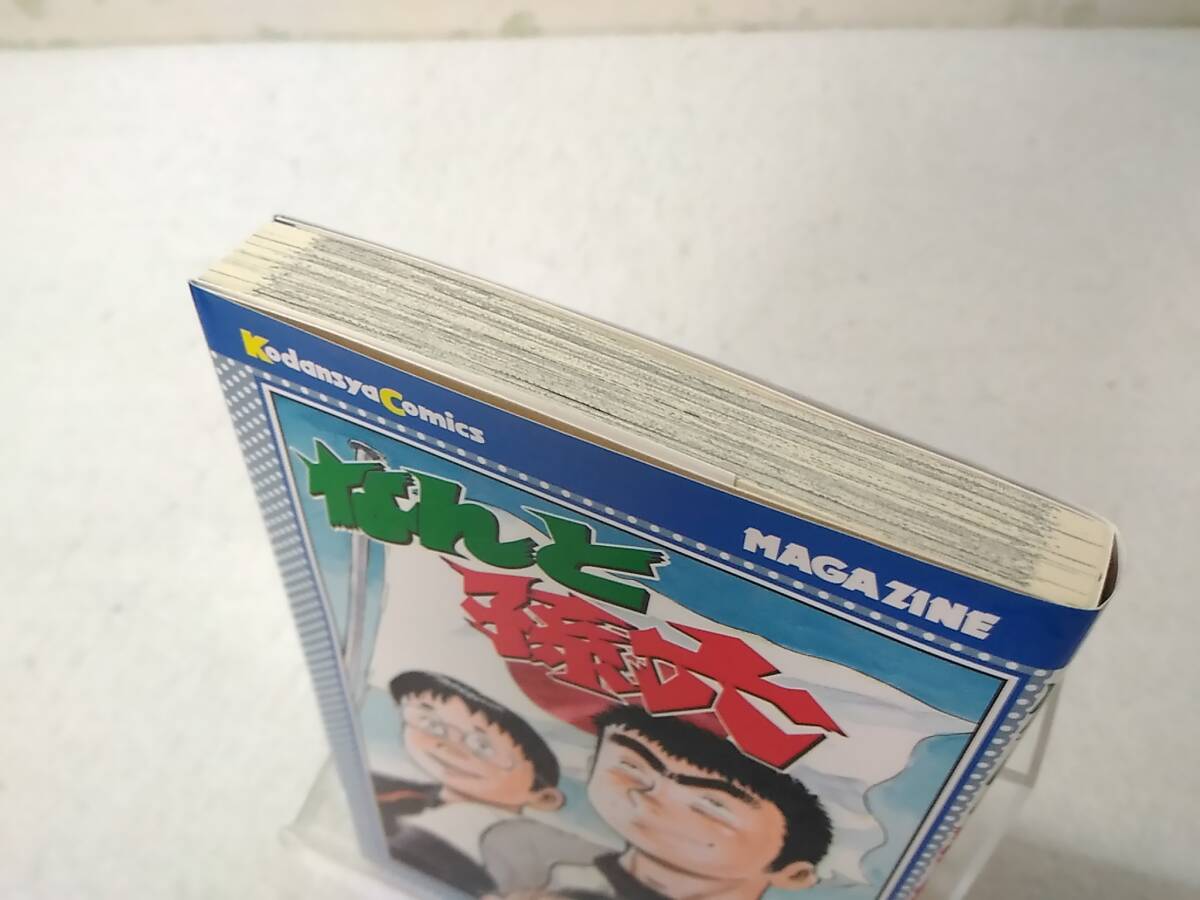 KodansyaComics
MAGAZINE
なんと
孫六